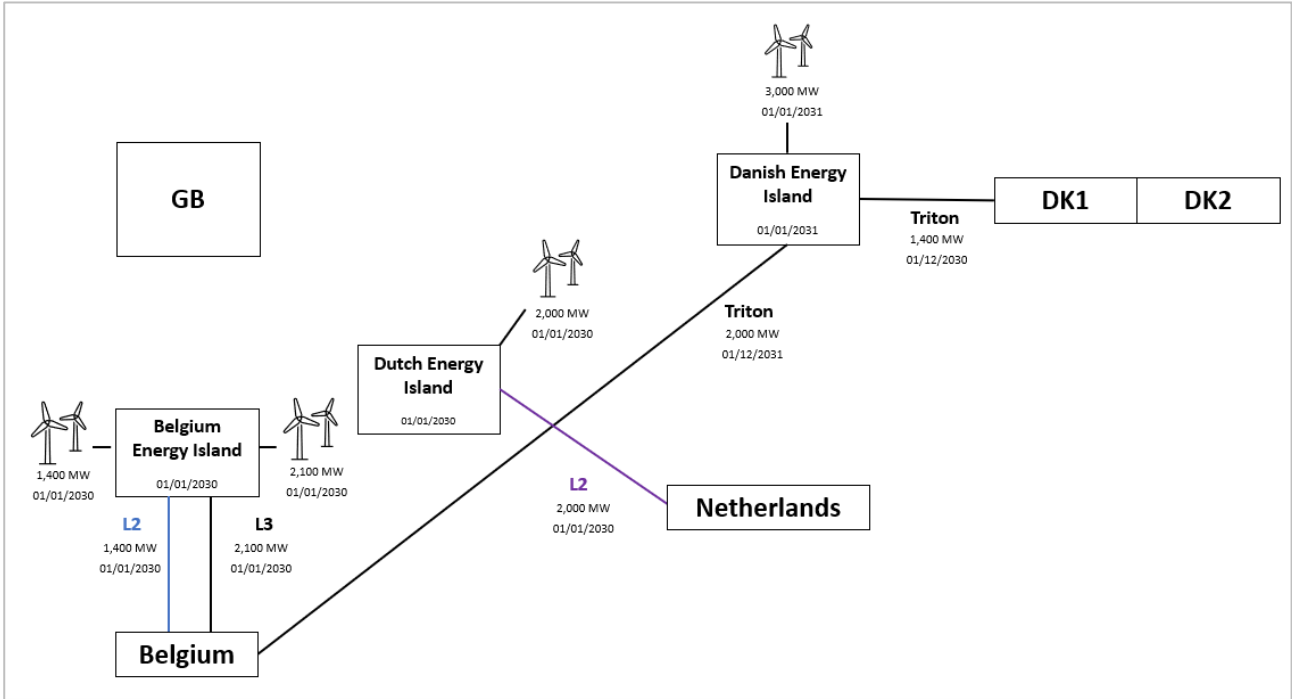 3,000 MW
01/01/2031
GB
Danish Energy
Island
01/01/2031
DK1
DK2
Triton
1,400 MW
01/12/2030
2,000 MW
01/01/2030
Triton
2,000 MW
01/12/2031
Dutch Energy
Island
01/01/2030
1,400 MW
01/01/2030
Belgium
Energy Island
01/01/2030
2,100 MW
01/01/2030
L2
2,000 MW
01/01/2030
Netherlands
L2
1,400 MW
01/01/2030
L3
2,100 MW
01/01/2030
Belgium